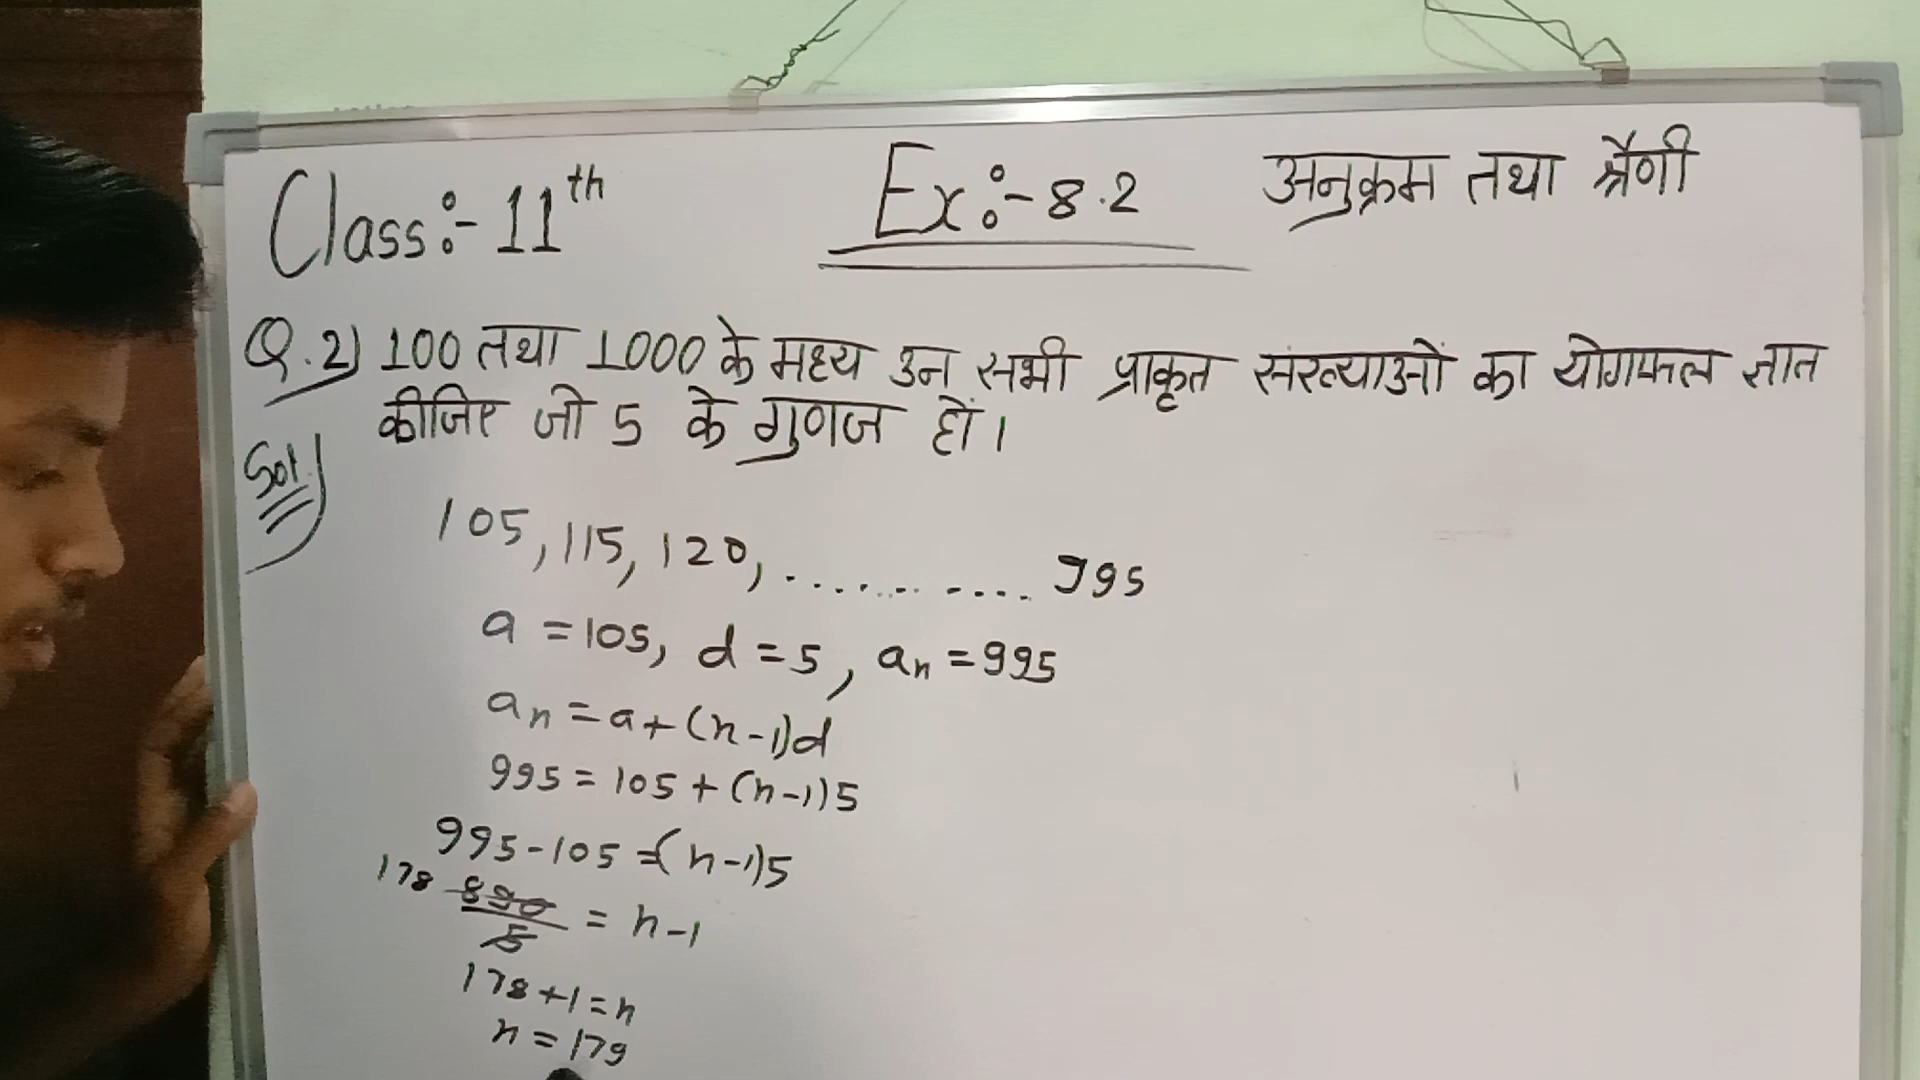 Class:- 11th Ex:- 8.2 अनुक्रम तथा श्रेणी
Q.2) 100 तथा 1000 के मध्य उन सभी प्राकृत संख्याओं का योगफल ज्ञात
कीजिए जो 5 के गुणज हों।
Sol)
105, 115, 120, ........... 995
a = 105, d = 5, an = 995
an = a + (n-1)d
995 = 105 + (n-1)5
995-105 = (n-1)5
178 890/5 = n-1
178+1 = n
n = 179